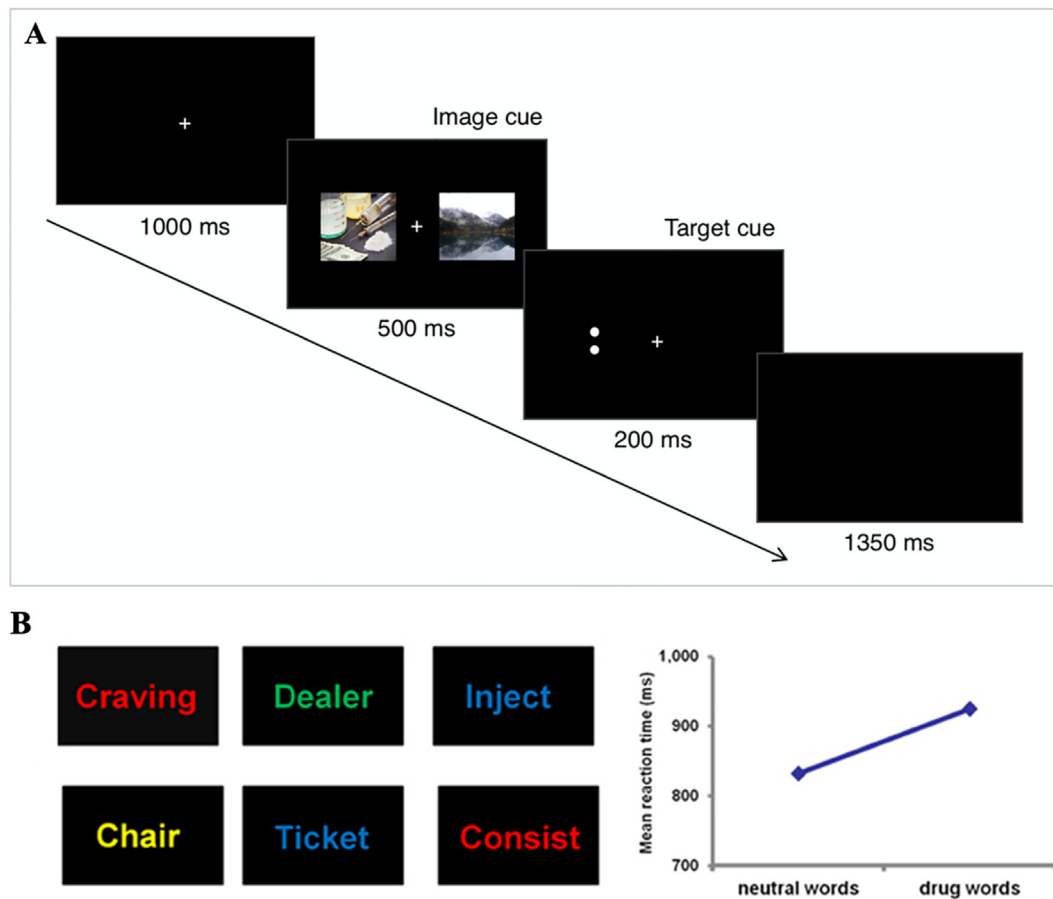 A
Image cue
1000 ms
Target cue
500 ms
200 ms
1350 ms
B
Craving
Dealer
Inject
Chair
Ticket
Consist
Mean reaction time (ms)
1,000
900
800
700
neutral words
drug words